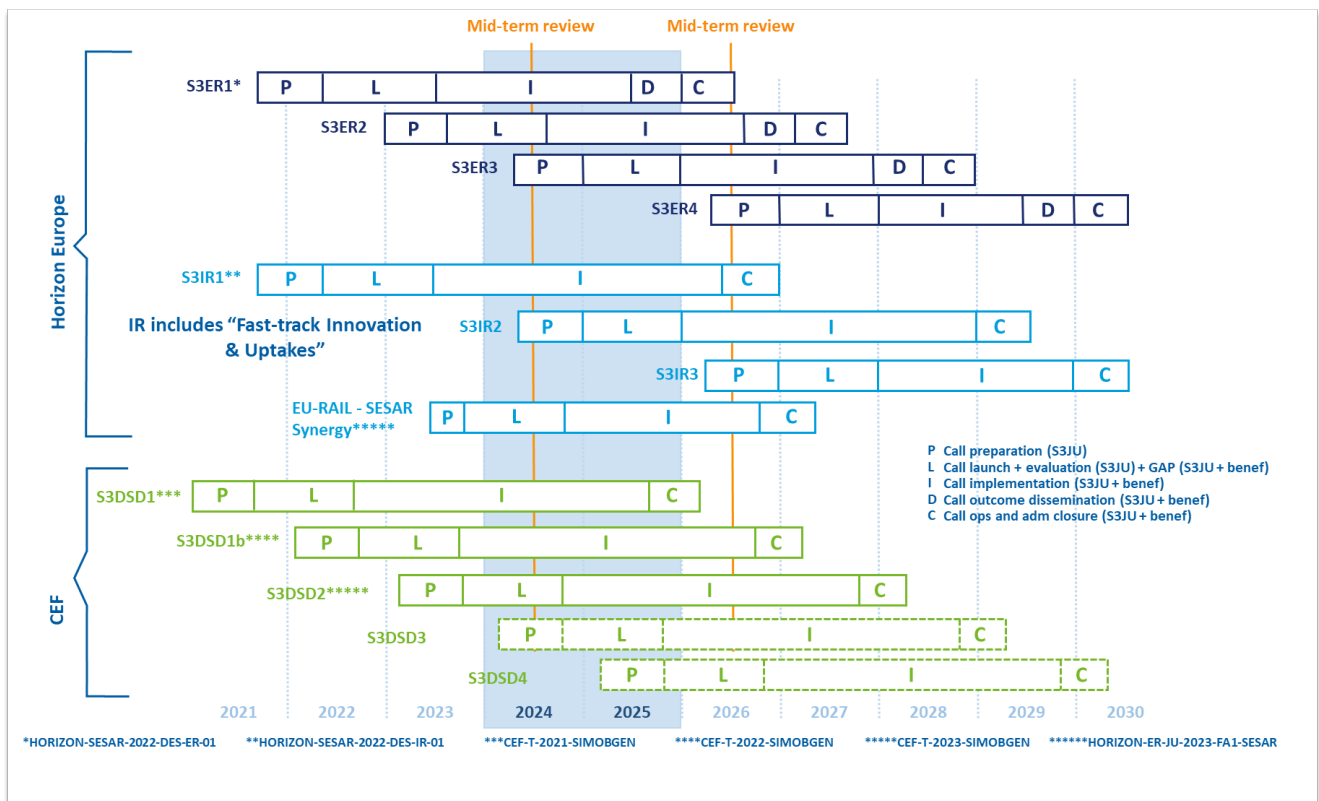 Mid-term review Mid-term review
S3ER1* P L I D C
S3ER2 P L I D C
S3ER3 P L I D C
S3ER4 P L I D C
Horizon Europe
S3IR1** P L I C
IR includes “Fast-track Innovation
& Uptakes”
S3IR2 P L I C
S3IR3 P L I C
EU-RAIL - SESAR
Synergy***** P L I C
P Call preparation (S3JU)
L Call launch + evaluation (S3JU) + GAP (S3JU + benef)
I Call implementation (S3JU + benef)
D Call outcome dissemination (S3JU + benef)
C Call ops and adm closure (S3JU + benef)
CEF
S3DSD1*** P L I C
S3DSD1b**** P L I C
S3DSD2***** P L I C
S3DSD3 P L I C
S3DSD4 P L I C
2021 2022 2023 2024 2025 2026 2027 2028 2029 2030
*HORIZON-SESAR-2022-DES-ER-01 **HORIZON-SESAR-2022-DES-IR-01 ***CEF-T-2021-SIMOBGEN ****CEF-T-2022-SIMOBGEN *****CEF-T-2023-SIMOBGEN ******HORIZON-ER-JU-2023-FA1-SESAR